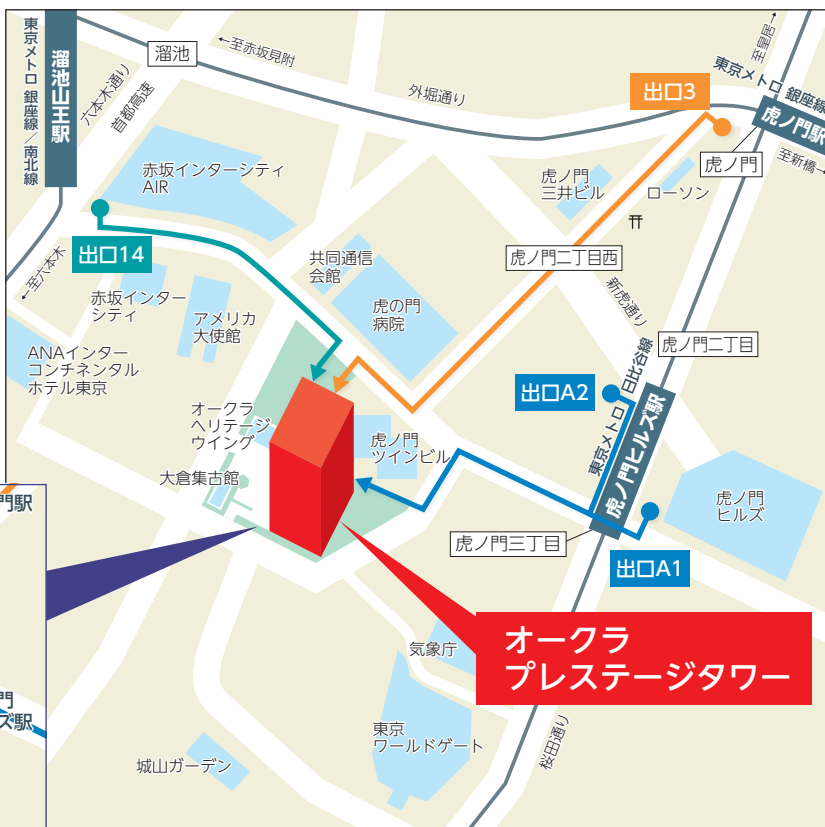 東京メトロ 銀座線／南北線
溜池山王駅
六本木通り
首都高速
溜池
←至赤坂見附
外堀通り
至皇居→
東京メトロ 銀座線
出口3
虎ノ門駅
虎ノ門
至新橋→
赤坂インターシティ
AIR
虎ノ門
三井ビル
ローソン
出口14
←至六本木
共同通信
会館
虎ノ門二丁目西
新虎通り
赤坂インター
シティ
アメリカ
大使館
虎の門
病院
虎ノ門二丁目
ANAインター
コンチネンタル
ホテル東京
東京メトロ 日比谷線
出口A2
虎ノ門ヒルズ駅
オークラ
ヘリテージ
ウイング
虎ノ門
ツインビル
大倉集古館
虎ノ門
ヒルズ
門駅
虎ノ門三丁目
出口A1
オークラ
プレステージタワー
気象庁
門
ズ駅
東京
ワールドゲート
桜田通り
城山ガーデン